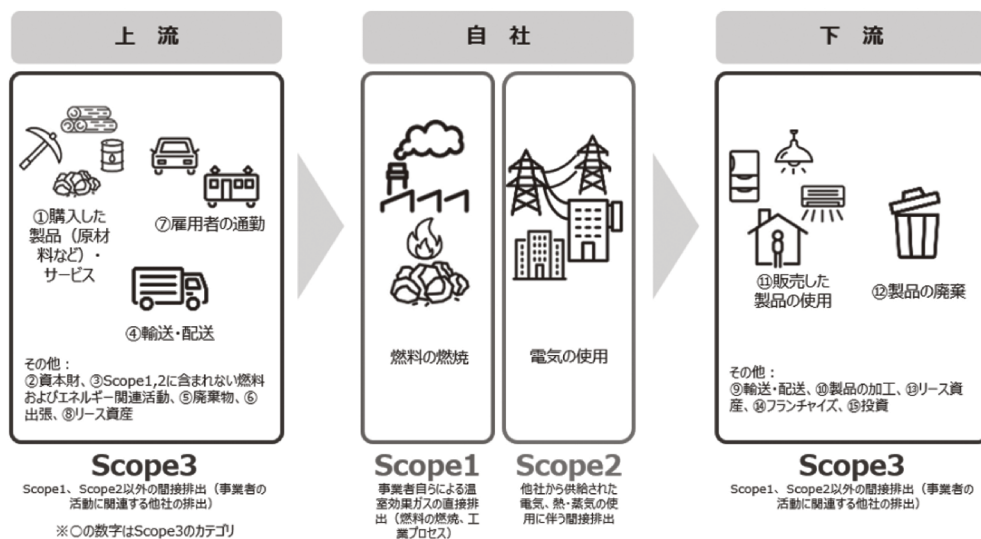 上 流
自 社
下 流
①購入した
製品（原材
料など）・
サービス
⑦雇用者の通勤
④輸送・配送
その他：
②資本財、③Scope1,2に含まれない燃料
およびエネルギー関連活動、⑤廃棄物、⑥
出張、⑧リース資産
燃料の燃焼
電気の使用
⑪販売した
製品の使用
⑫製品の廃棄
その他：
⑨輸送・配送、⑩製品の加工、⑬リース資
産、⑭フランチャイズ、⑮投資
Scope3
Scope1、Scope2以外の間接排出（事業者の
活動に関連する他社の排出）
※○の数字はScope3のカテゴリ
Scope1
事業者自らによる温
室効果ガスの直接排
出（燃料の燃焼、工
業プロセス）
Scope2
他社から供給された
電気、熱・蒸気の使
用に伴う間接排出
Scope3
Scope1、Scope2以外の間接排出（事業者の
活動に関連する他社の排出）